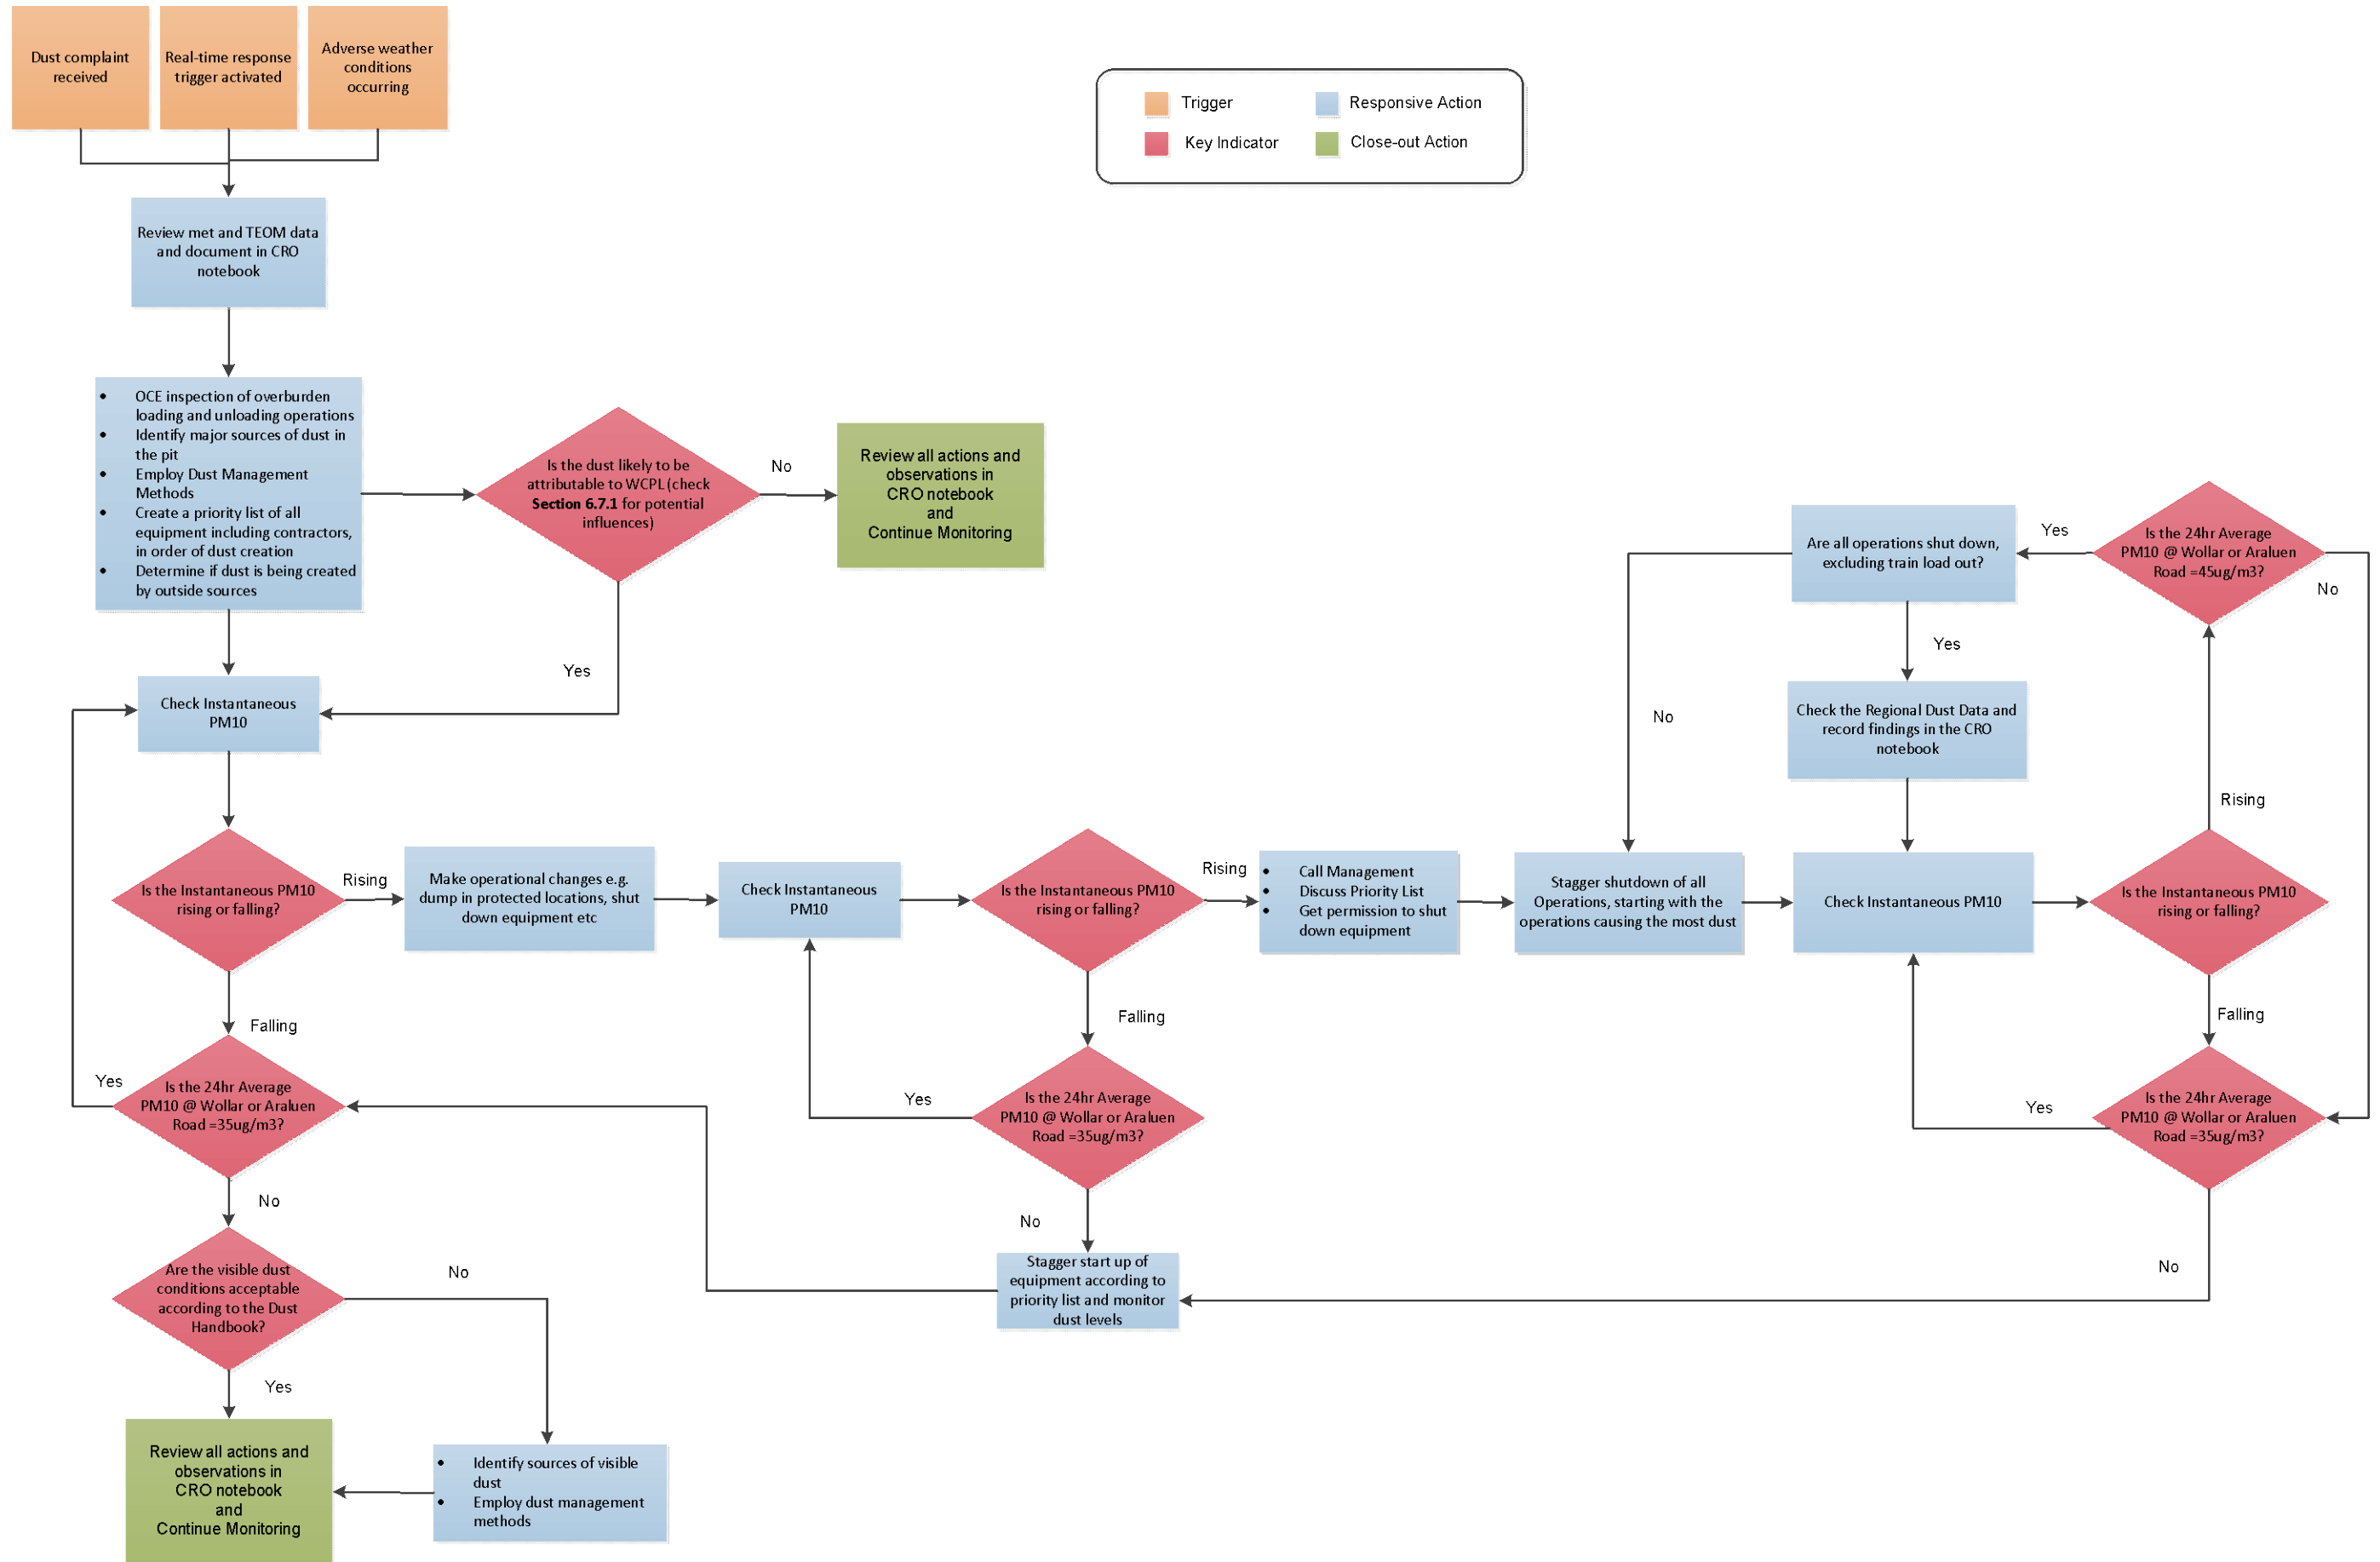 Dust complaint
received
Real-time response
trigger activated
Adverse weather
conditions
occurring
Trigger
Responsive Action
Key Indicator
Close-out Action
Review met and TEOM data
and document in CRO
notebook
• OCE inspection of overburden
loading and unloading operations
• Identify major sources of dust in
the pit
• Employ Dust Management
Methods
• Create a priority list of all
equipment including contractors,
in order of dust creation
• Determine if dust is being created
by outside sources
Is the dust likely to be
attributable to WCPL (check
Section 6.7.1 for potential
influences)
No
Review all actions and
observations in
CRO notebook
and
Continue Monitoring
Yes
Check Instantaneous
PM10
Is the Instantaneous PM10
rising or falling?
Rising
Falling
Make operational changes e.g.
dump in protected locations, shut
down equipment etc
Check Instantaneous
PM10
Is the Instantaneous PM10
rising or falling?
Rising
Falling
• Call Management
• Discuss Priority List
• Get permission to shut
down equipment
Stagger shutdown of all
Operations, starting with the
operations causing the most dust
Check Instantaneous PM10
Is the Instantaneous PM10
rising or falling?
Rising
Falling
Is the 24hr Average
PM10 @ Wollar or Araluen
Road =45ug/m3?
Yes
No
Are all operations shut down,
excluding train load out?
Yes
No
Check the Regional Dust Data and
record findings in the CRO
notebook
Is the 24hr Average
PM10 @ Wollar or Araluen
Road =35ug/m3?
Yes
No
Is the 24hr Average
PM10 @ Wollar or Araluen
Road =35ug/m3?
Yes
No
Stagger start up of
equipment according to
priority list and monitor
dust levels
Is the 24hr Average
PM10 @ Wollar or Araluen
Road =35ug/m3?
Yes
No
Are the visible dust
conditions acceptable
according to the Dust
Handbook?
No
Yes
• Identify sources of visible
dust
• Employ dust management
methods
Review all actions and
observations in
CRO notebook
and
Continue Monitoring